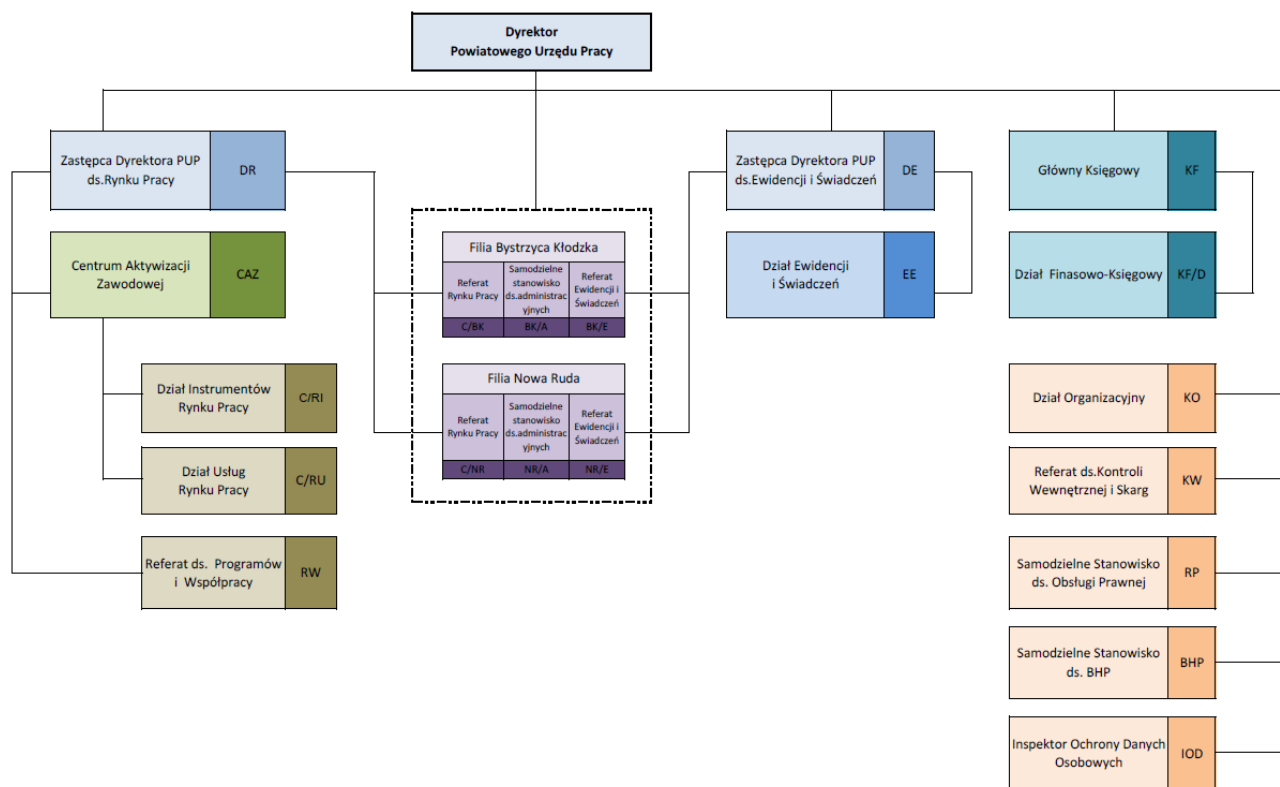 Dyrektor
Powiatowego Urzędu Pracy
Zastępca Dyrektora PUP
ds.Rynku Pracy
DR
Centrum Aktywizacji
Zawodowej
CAZ
Dział Instrumentów
Rynku Pracy
C/RI
Dział Usług
Rynku Pracy
C/RU
Referat ds. Programów
i Współpracy
RW
Filia Bystrzyca Kłodzka
Referat
Rynku Pracy
Samodzielne
stanowisko
ds.administrac
yjnych
Referat
Ewidencji i
Świadczeń
C/BK
BK/A
BK/E
Filia Nowa Ruda
Referat
Rynku Pracy
Samodzielne
stanowisko
ds.administrac
yjnych
Referat
Ewidencji i
Świadczeń
C/NR
NR/A
NR/E
Zastępca Dyrektora PUP
ds.Ewidencji i Świadczeń
DE
Dział Ewidencji
i Świadczeń
EE
Główny Księgowy
KF
Dział Finasowo-Księgowy
KF/D
Dział Organizacyjny
KO
Referat ds.Kontroli
Wewnętrznej i Skarg
KW
Samodzielne Stanowisko
ds. Obsługi Prawnej
RP
Samodzielne Stanowisko
ds. BHP
BHP
Inspektor Ochrony Danych
Osobowych
IOD